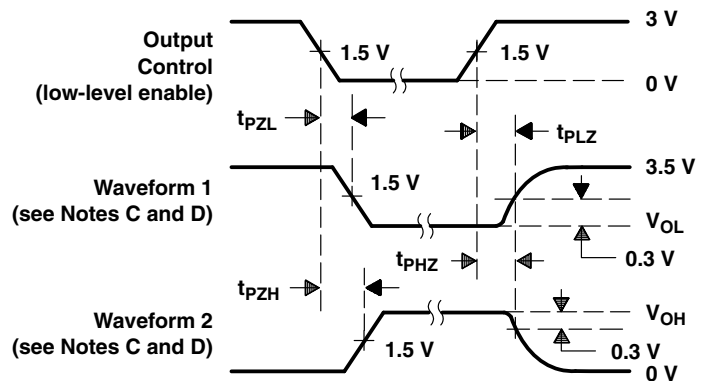 Output
Control
(low-level enable)
1.5 V
1.5 V
3 V
0 V
tPZL
tPLZ
Waveform 1
(see Notes C and D)
1.5 V
3.5 V
VOL
0.3 V
tPHZ
tPZH
Waveform 2
(see Notes C and D)
1.5 V
VOH
0.3 V
0 V